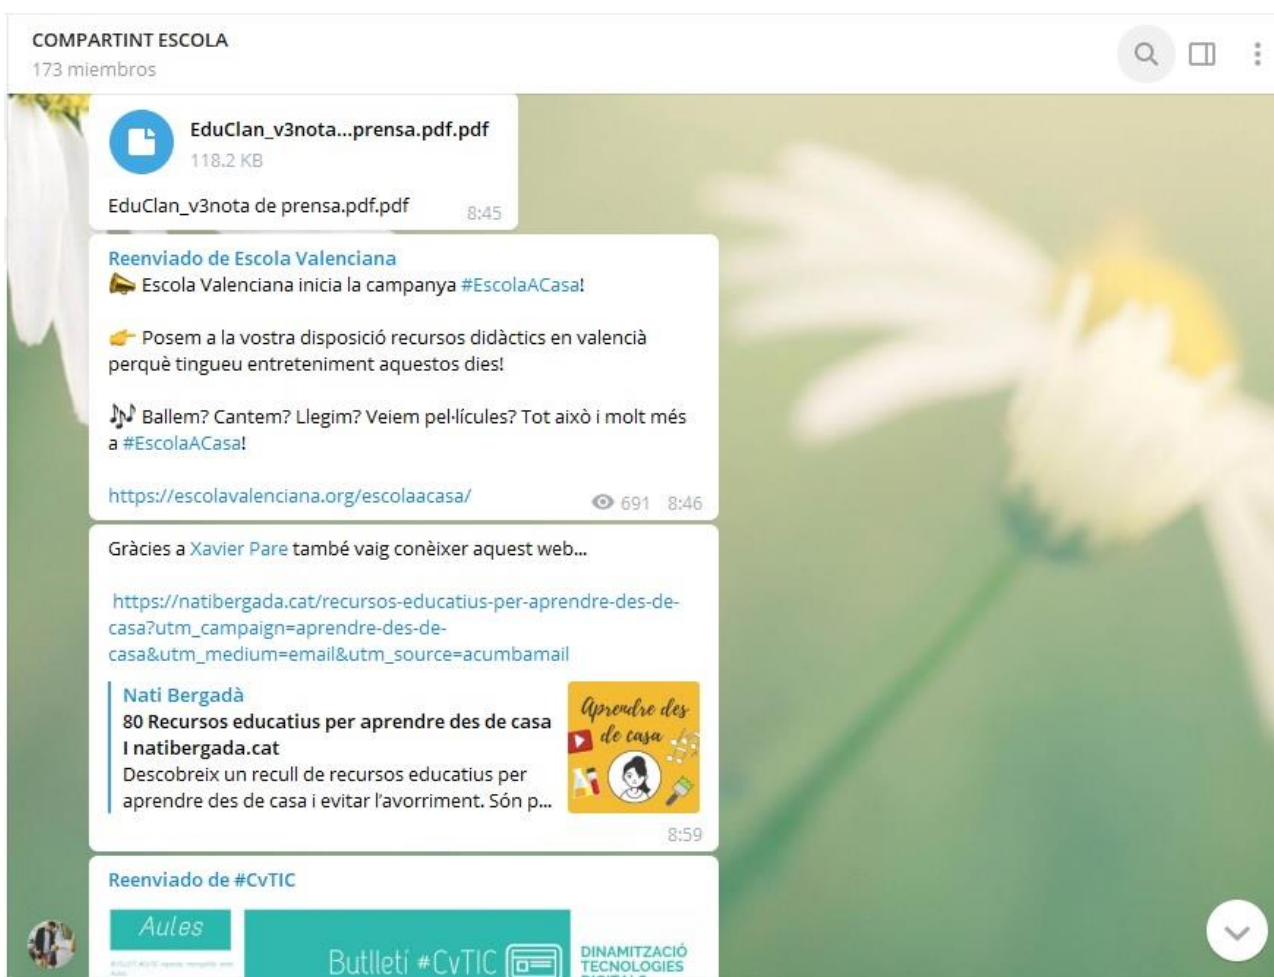 COMPARTINT ESCOLA
173 miembros
EduClan_v3nota...prensa.pdf.pdf
118.2 KB
EduClan_v3nota de prensa.pdf.pdf
8:45
Reenviado de Escola Valenciana
Escola Valenciana inicia la campanya #EscolaACasa!
Posem a la vostra disposició recursos didàctics en valencià
perquè tingueu entreteniment aquestos dies!
Ballem? Cantem? Llegim? Veiem pel·lícules? Tot això i molt més
a #EscolaACasa!
https://escolavalenciana.org/escolaacasa/
691 8:46
Gràcies a Xavier Pare també vaig conèixer aquest web...
https://natibergada.cat/recursos-educatius-per-aprendre-des-de-
casa?utm_campaign=aprendre-des-de-
casa&utm_medium=email&utm_source=acumbamail
Nati Bergadà
80 Recursos educatius per aprendre des de casa
I natibergada.cat
Descobreix un recull de recursos educatius per
aprendre des de casa i evitar l'avorriment. Són p...
Aprendre des
de casa
8:59
Reenviado de #CvTIC
Aules
Butlletí #CvTIC
DINAMITZACIÓ
TECNOLOGIES